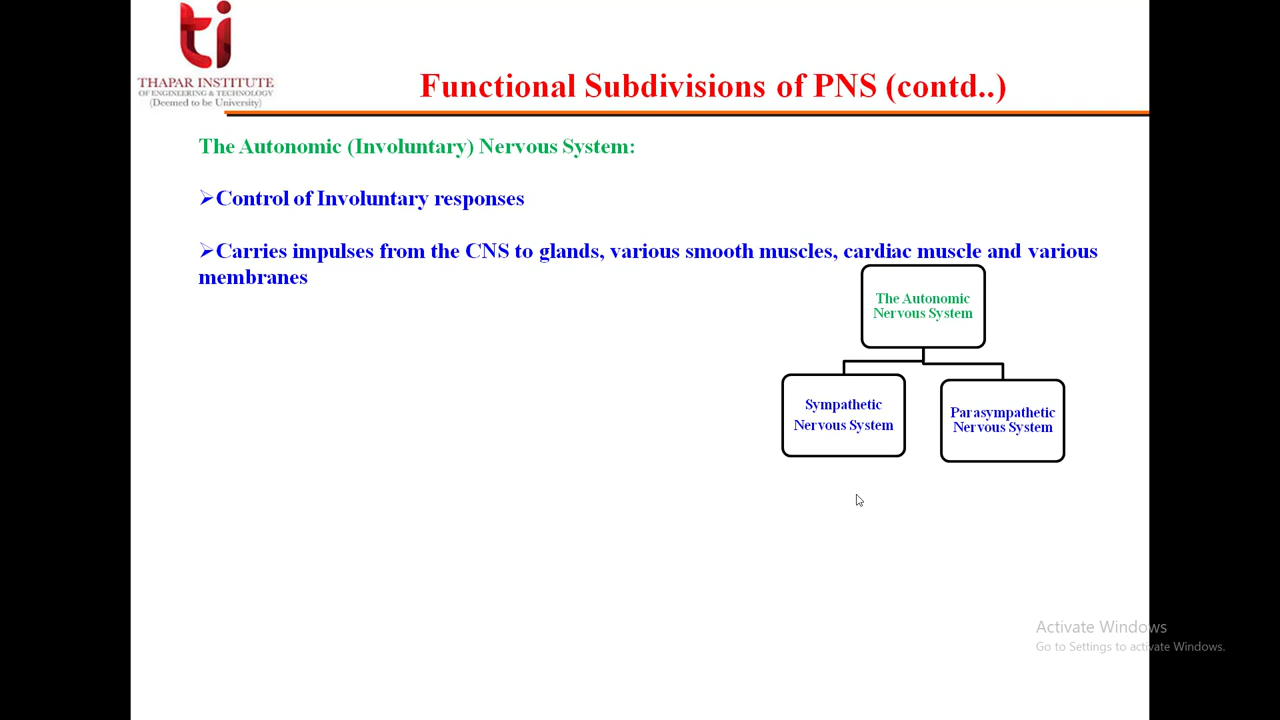 ti
THAPAR INSTITUTE
OF ENGINEERING & TECHNOLOGY
(Deemed to be University)
Functional Subdivisions of PNS (contd..)
The Autonomic (Involuntary) Nervous System:
➢Control of Involuntary responses
➢Carries impulses from the CNS to glands, various smooth muscles, cardiac muscle and various
membranes
The Autonomic
Nervous System
Sympathetic
Nervous System
Parasympathetic
Nervous System
Activate Windows
Go to Settings to activate Windows.